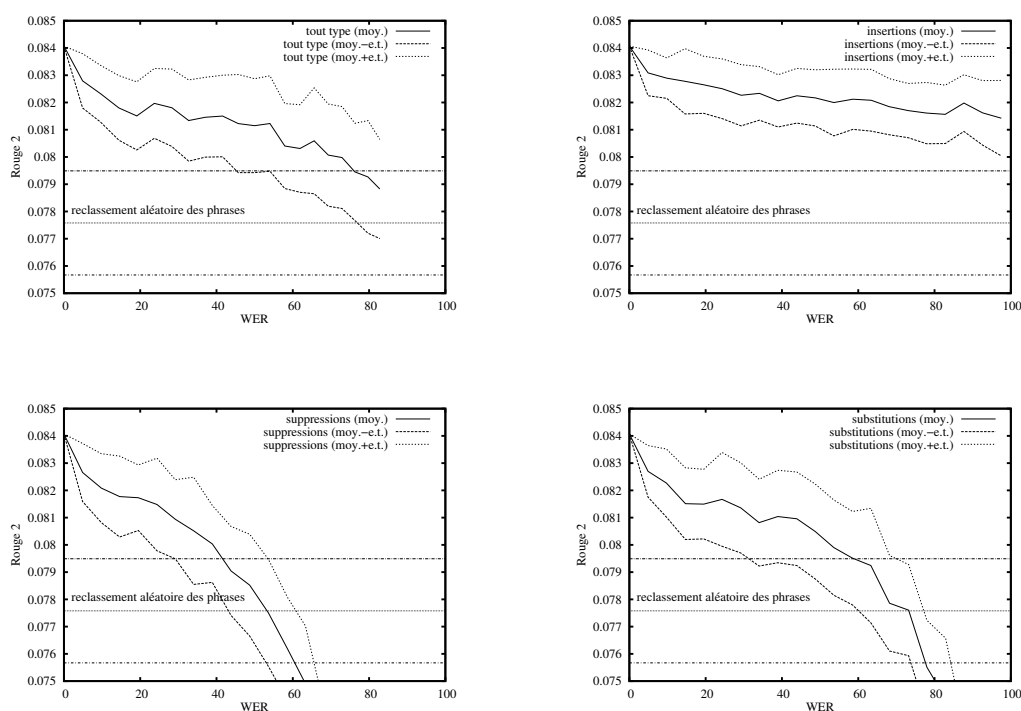 0.085
0.084
0.083
0.082
0.081
0.08
0.079
0.078
0.077
0.076
0.075
0 20 40 60 80 100
Rouge 2
WER
tout type (moy.)
tout type (moy.−e.t.)
tout type (moy.+e.t.)
reclassement aléatoire des phrases
0.085
0.084
0.083
0.082
0.081
0.08
0.079
0.078
0.077
0.076
0.075
0 20 40 60 80 100
Rouge 2
WER
insertions (moy.)
insertions (moy.−e.t.)
insertions (moy.+e.t.)
reclassement aléatoire des phrases
0.085
0.084
0.083
0.082
0.081
0.08
0.079
0.078
0.077
0.076
0.075
0 20 40 60 80 100
Rouge 2
WER
suppressions (moy.)
suppressions (moy.−e.t.)
suppressions (moy.+e.t.)
reclassement aléatoire des phrases
0.085
0.084
0.083
0.082
0.081
0.08
0.079
0.078
0.077
0.076
0.075
0 20 40 60 80 100
Rouge 2
WER
substitutions (moy.)
substitutions (moy.−e.t.)
substitutions (moy.+e.t.)
reclassement aléatoire des phrases